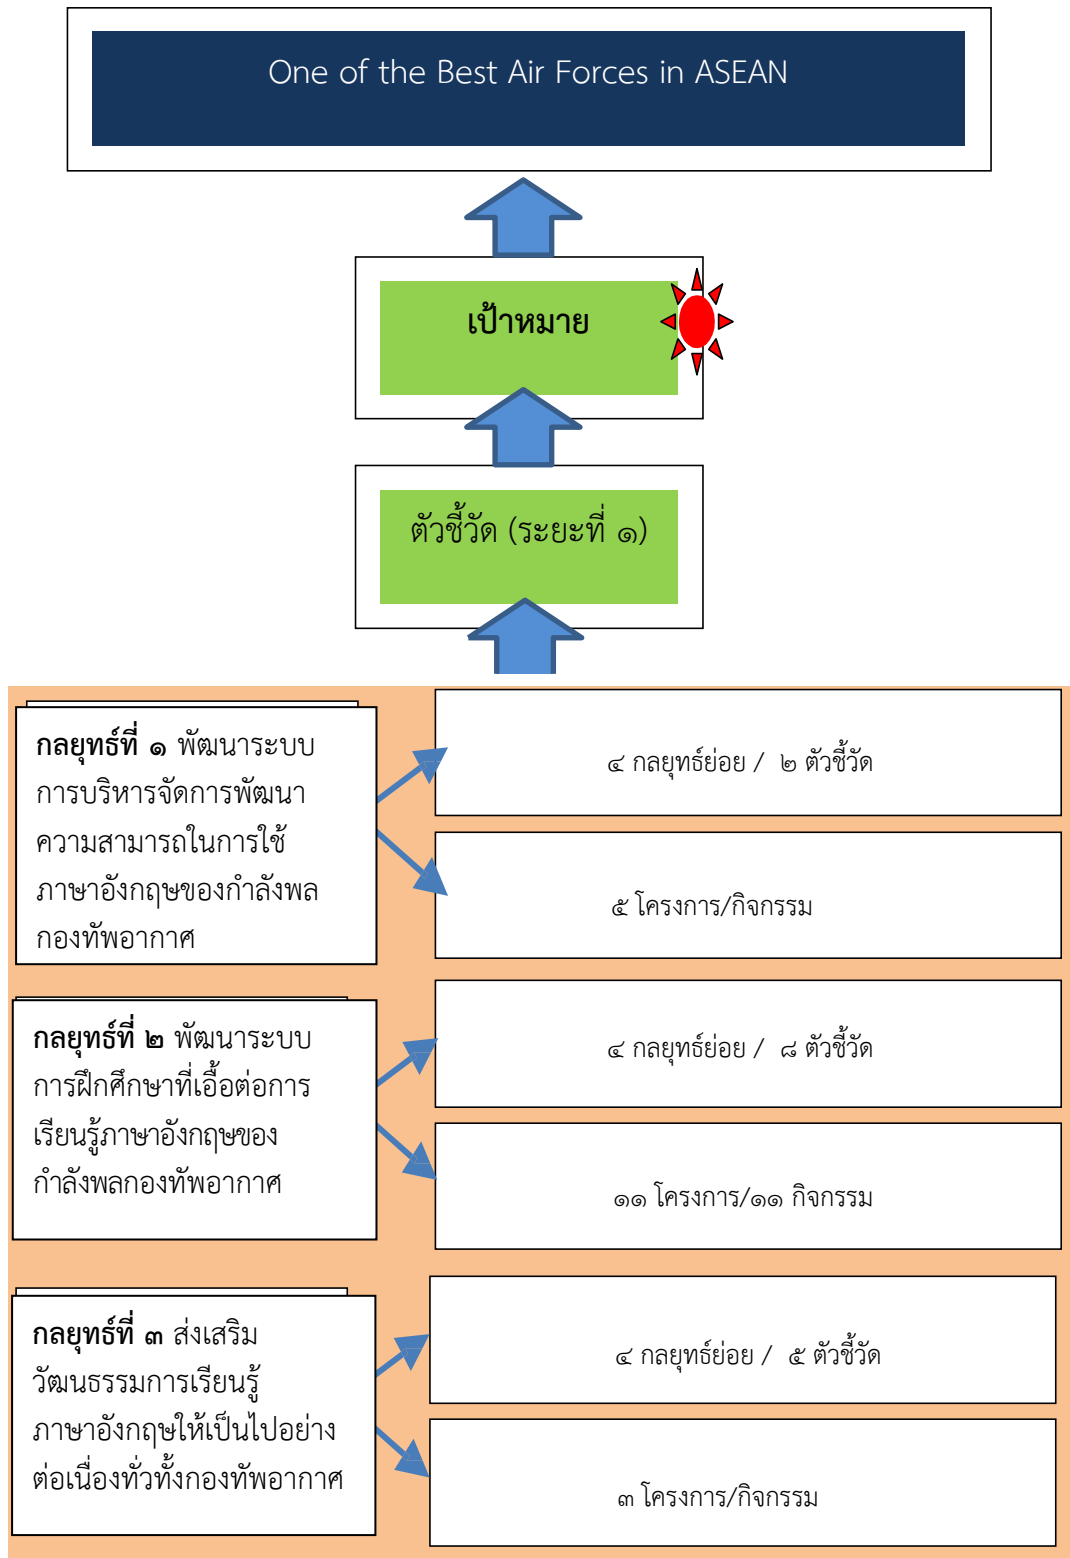 One of the Best Air Forces in ASEAN
เป้าหมาย
ตัวชี้วัด (ระยะที่ ๑)
กลยุทธ์ที่ ๑ พัฒนาระบบ
การบริหารจัดการพัฒนา
ความสามารถในการใช้
ภาษาอังกฤษของกำลังพล
กองทัพอากาศ
๔ กลยุทธ์ย่อย / ๒ ตัวชี้วัด
๕ โครงการ/กิจกรรม
กลยุทธ์ที่ ๒ พัฒนาระบบ
การฝึกศึกษาที่เอื้อต่อการ
เรียนรู้ภาษาอังกฤษของ
กำลังพลกองทัพอากาศ
๔ กลยุทธ์ย่อย / ๘ ตัวชี้วัด
๑๑ โครงการ/๑๑ กิจกรรม
กลยุทธ์ที่ ๓ ส่งเสริม
วัฒนธรรมการเรียนรู้
ภาษาอังกฤษให้เป็นไปอย่าง
ต่อเนื่องทั่วทั้งกองทัพอากาศ
๔ กลยุทธ์ย่อย / ๕ ตัวชี้วัด
๓ โครงการ/กิจกรรม